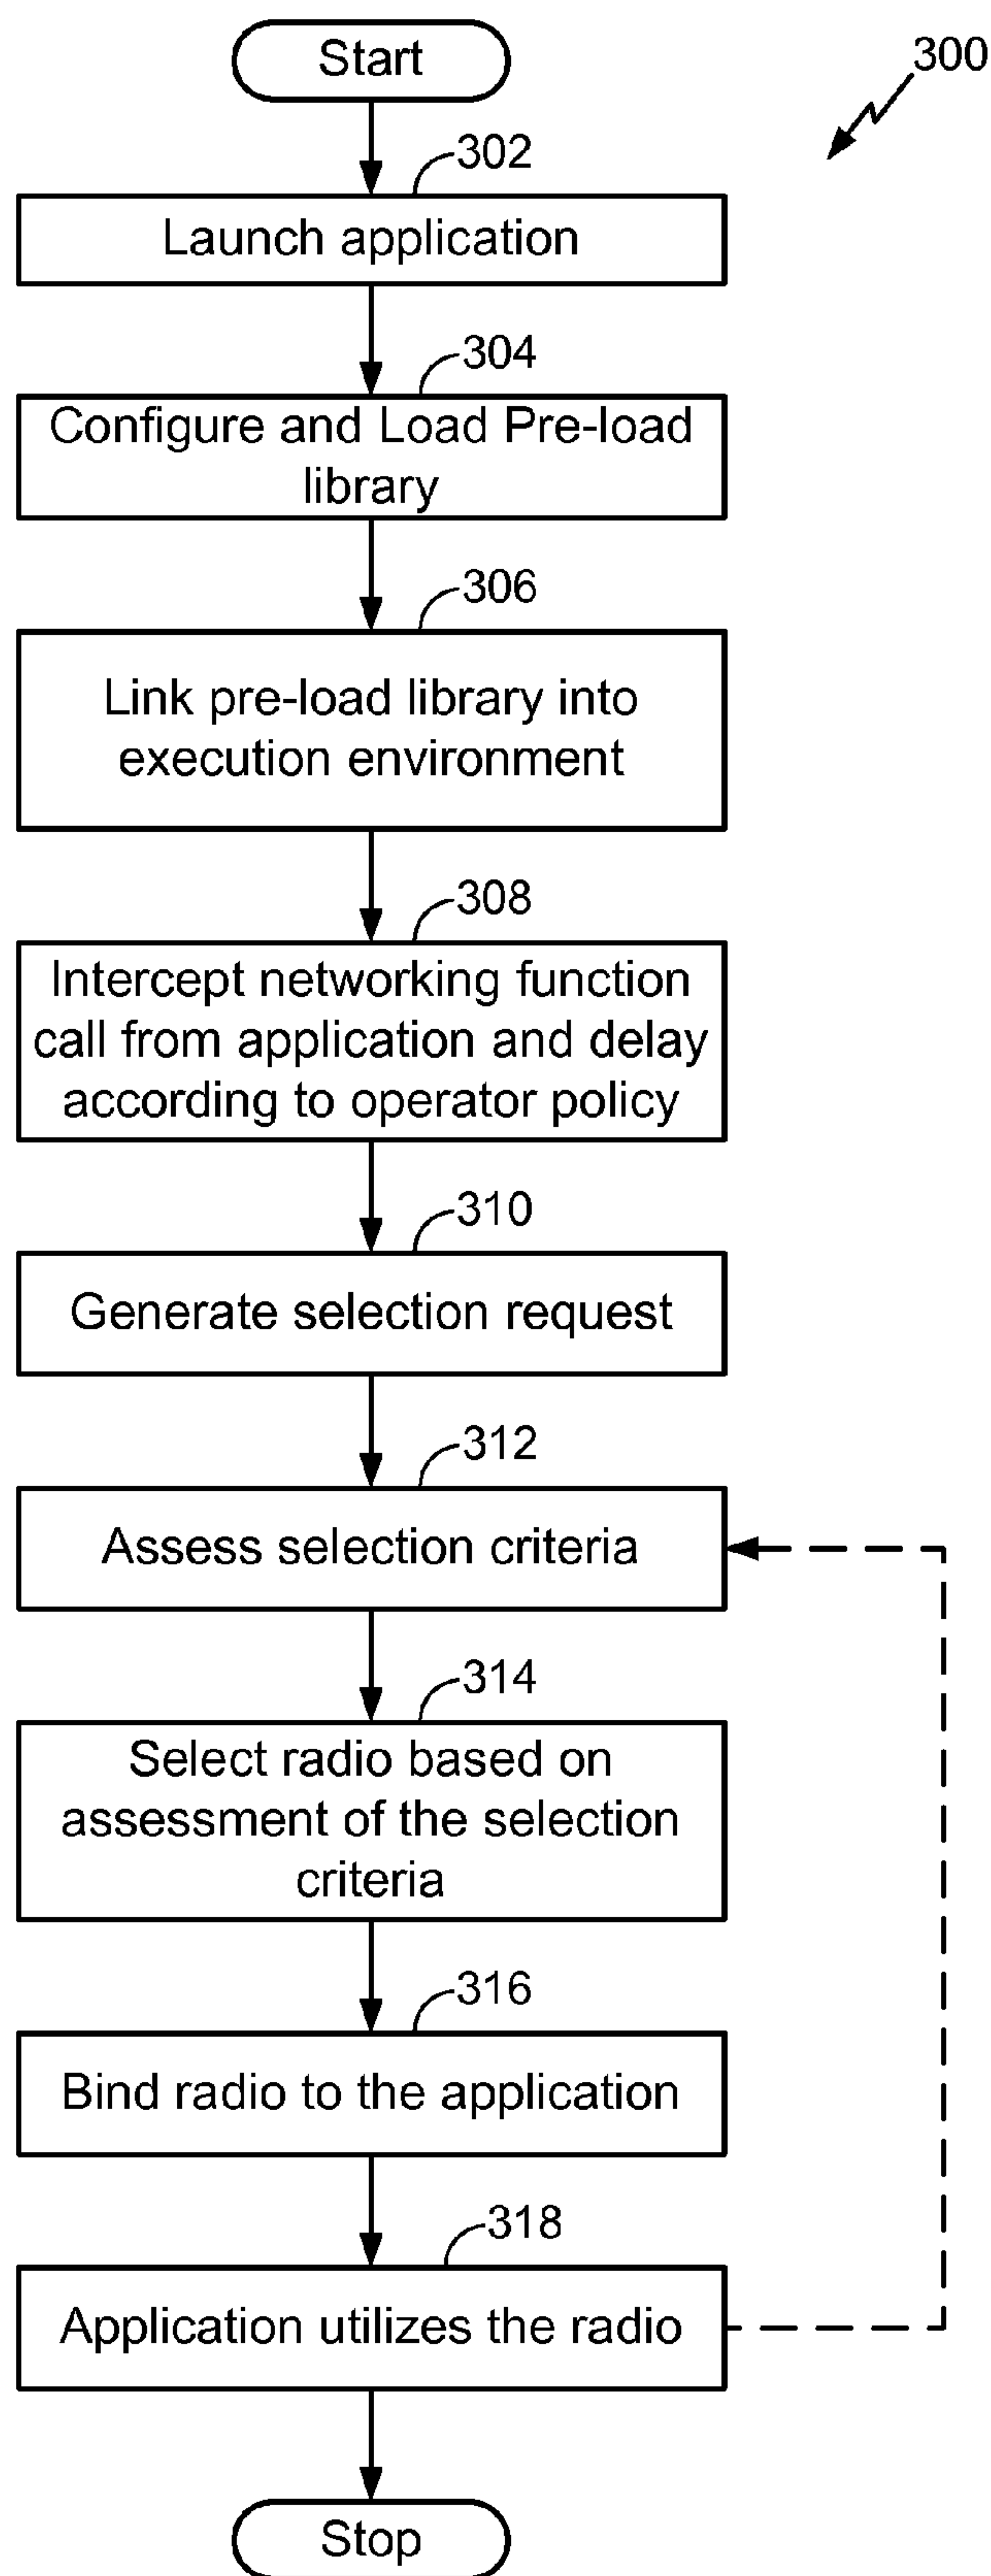 Start
300
302
Launch application
304
Configure and Load Pre-load
library
306
Link pre-load library into
execution environment
308
Intercept networking function
call from application and delay
according to operator policy
310
Generate selection request
312
Assess selection criteria
314
Select radio based on
assessment of the selection
criteria
316
Bind radio to the application
318
Application utilizes the radio
Stop